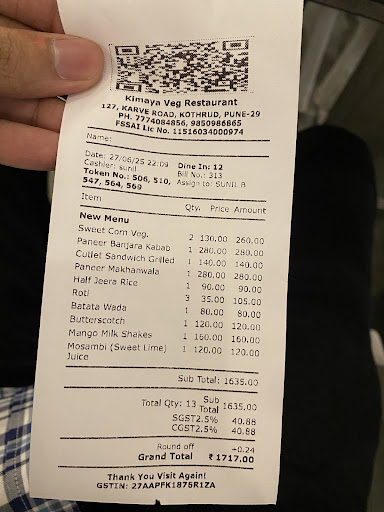 Kimaya Veg Restaurant
127, KARVE ROAD, KOTHRUD, PUNE-29
PH. 7774084856, 9850986865
FSSAI Lic No. 11516034000974
Name:
Date: 27/06/25 22:09 Dine In: 12
Cashier: sunil Bill No.: 313
Token No.: 506, 510, Assign to: SUNIL B
547, 564, 569
Item Qty. Price Amount
New Menu
Sweet Corn Veg. 2 130.00 260.00
Paneer Banjara Kabab 1 280.00 280.00
Cutlet Sandwich Grilled 1 140.00 140.00
Paneer Makhanwala 1 280.00 280.00
Half Jeera Rice 1 90.00 90.00
Roti 3 35.00 105.00
Batata Wada 1 80.00 80.00
Butterscotch 1 120.00 120.00
Mango Milk Shakes 1 160.00 160.00
Mosambi (Sweet Lime) 1 120.00 120.00
Juice
Sub Total: 1635.00
Total Qty: 13 Sub Total 1635.00
SGST2.5% 40.88
CGST2.5% 40.88
Round off +0.24
Grand Total ₹ 1717.00
Thank You Visit Again!
GSTIN: 27AAPFK1876R1ZA